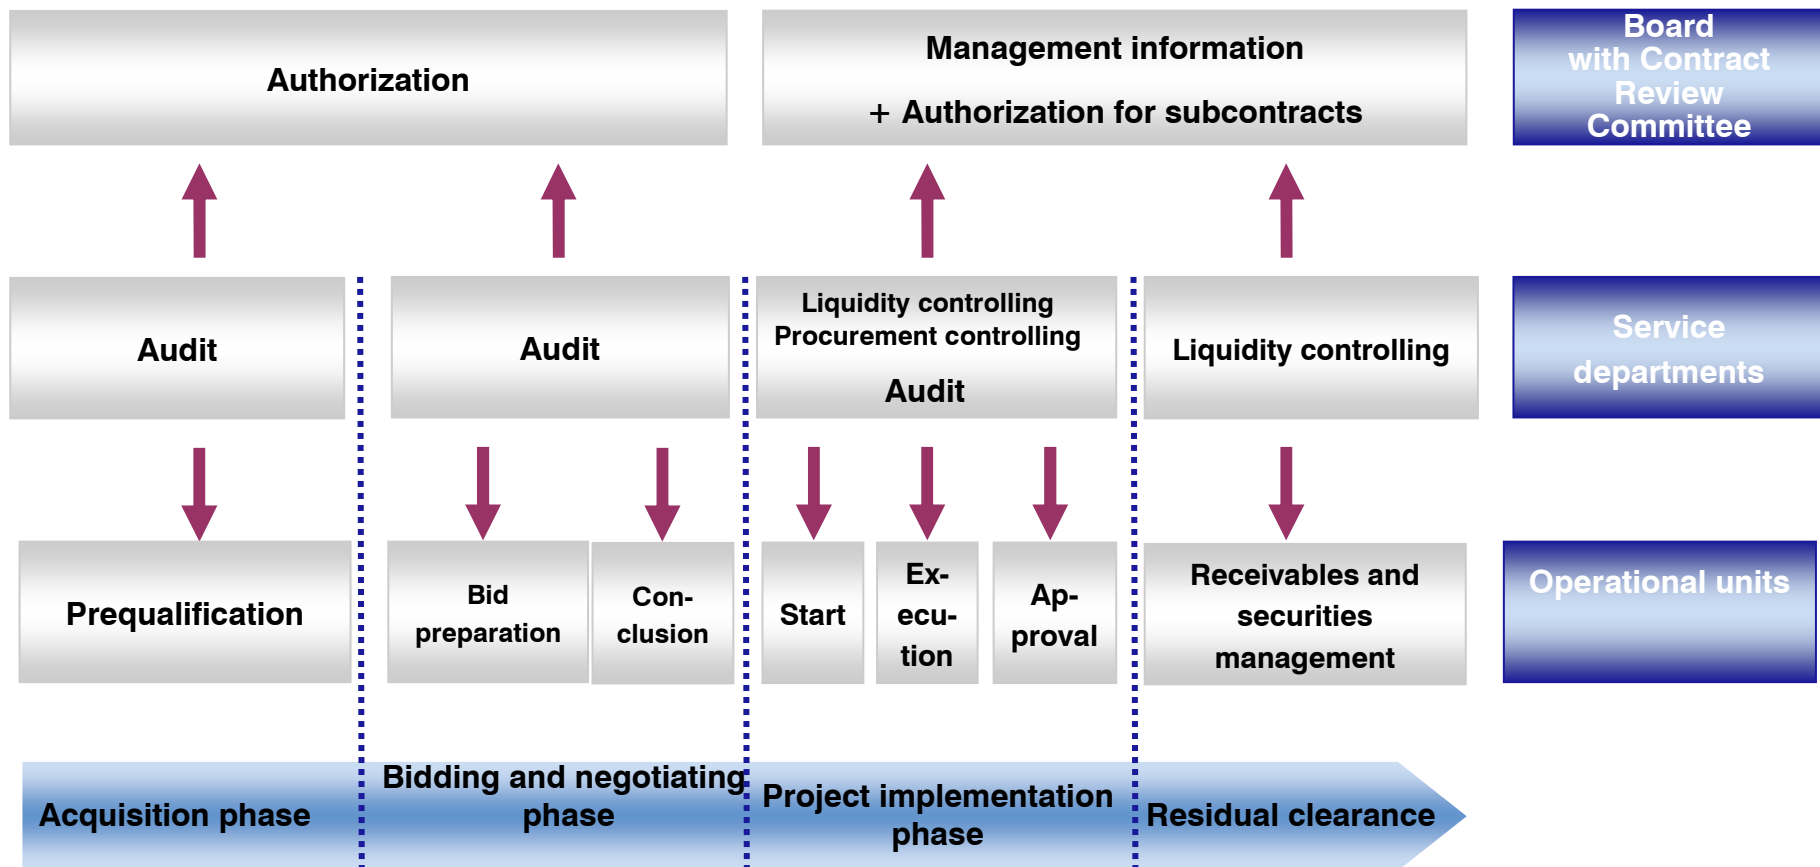 Authorization
Management information
+ Authorization for subcontracts
Board
with Contract
Review
Committee
Audit
Audit
Liquidity controlling
Procurement controlling
Audit
Liquidity controlling
Service
departments
Prequalification
Bid
preparation
Con-
clusion
Start
Ex-
ecu-
tion
Ap-
proval
Receivables and
securities
management
Operational units
Acquisition phase
Bidding and negotiating
phase
Project implementation
phase
Residual clearance